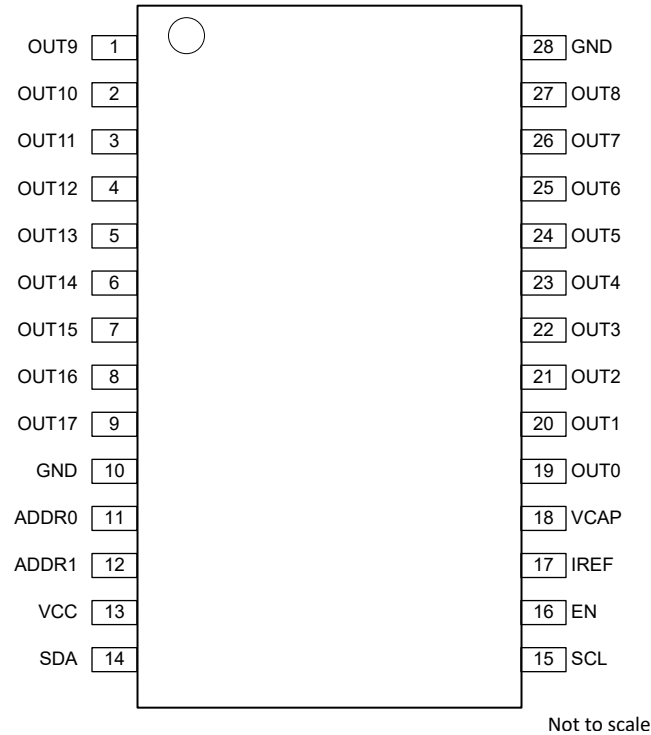 OUT9 1 28 GND
OUT10 2 27 OUT8
OUT11 3 26 OUT7
OUT12 4 25 OUT6
OUT13 5 24 OUT5
OUT14 6 23 OUT4
OUT15 7 22 OUT3
OUT16 8 21 OUT2
OUT17 9 20 OUT1
GND 10 19 OUT0
ADDR0 11 18 VCAP
ADDR1 12 17 IREF
VCC 13 16 EN
SDA 14 15 SCL
Not to scale